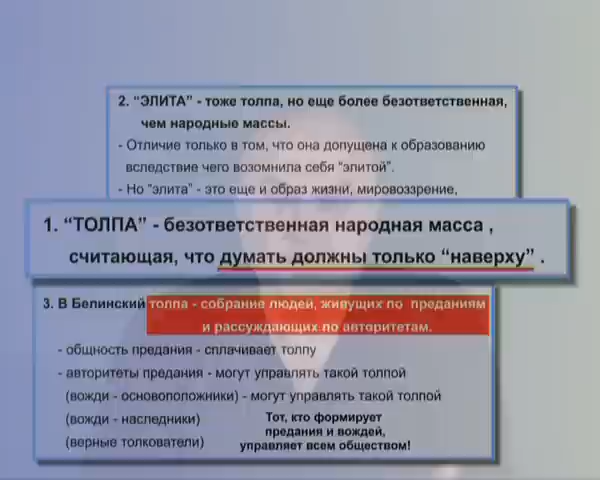 2. “ЭЛИТА” - тоже толпа, но еще более безответственная,
чем народные массы.
- Отличие только в том, что она допущена к образованию
вследствие чего возомнила себя “элитой”.
- Но “элита” - это еще и образ жизни, мировоззрение,
1. “ТОЛПА” - безответственная народная масса ,
считающая, что думать должны только “наверху” .
3. В Белинский толпа - собрание людей, живущих по преданиям
и рассуждающих по авторитетам.
- общность предания - сплачивает толпу
- авторитеты предания - могут управлять такой толпой
(вожди - основоположники) - могут управлять такой толпой
(вожди - наследники)
(верные толкователи)
Тот, кто формирует
предания и вождей,
управляет всем обществом!